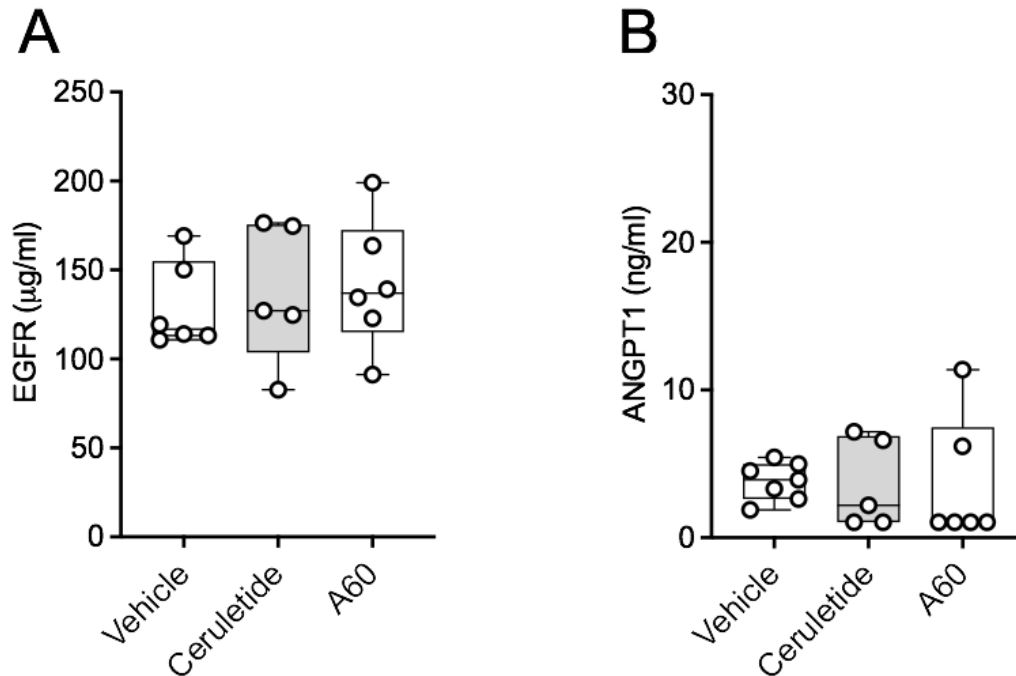 A
EGFR (μg/ml)
250
200
150
100
50
0
Vehicle
Ceruletide
A60
B
ANGPT1 (ng/ml)
30
20
10
0
Vehicle
Ceruletide
A60